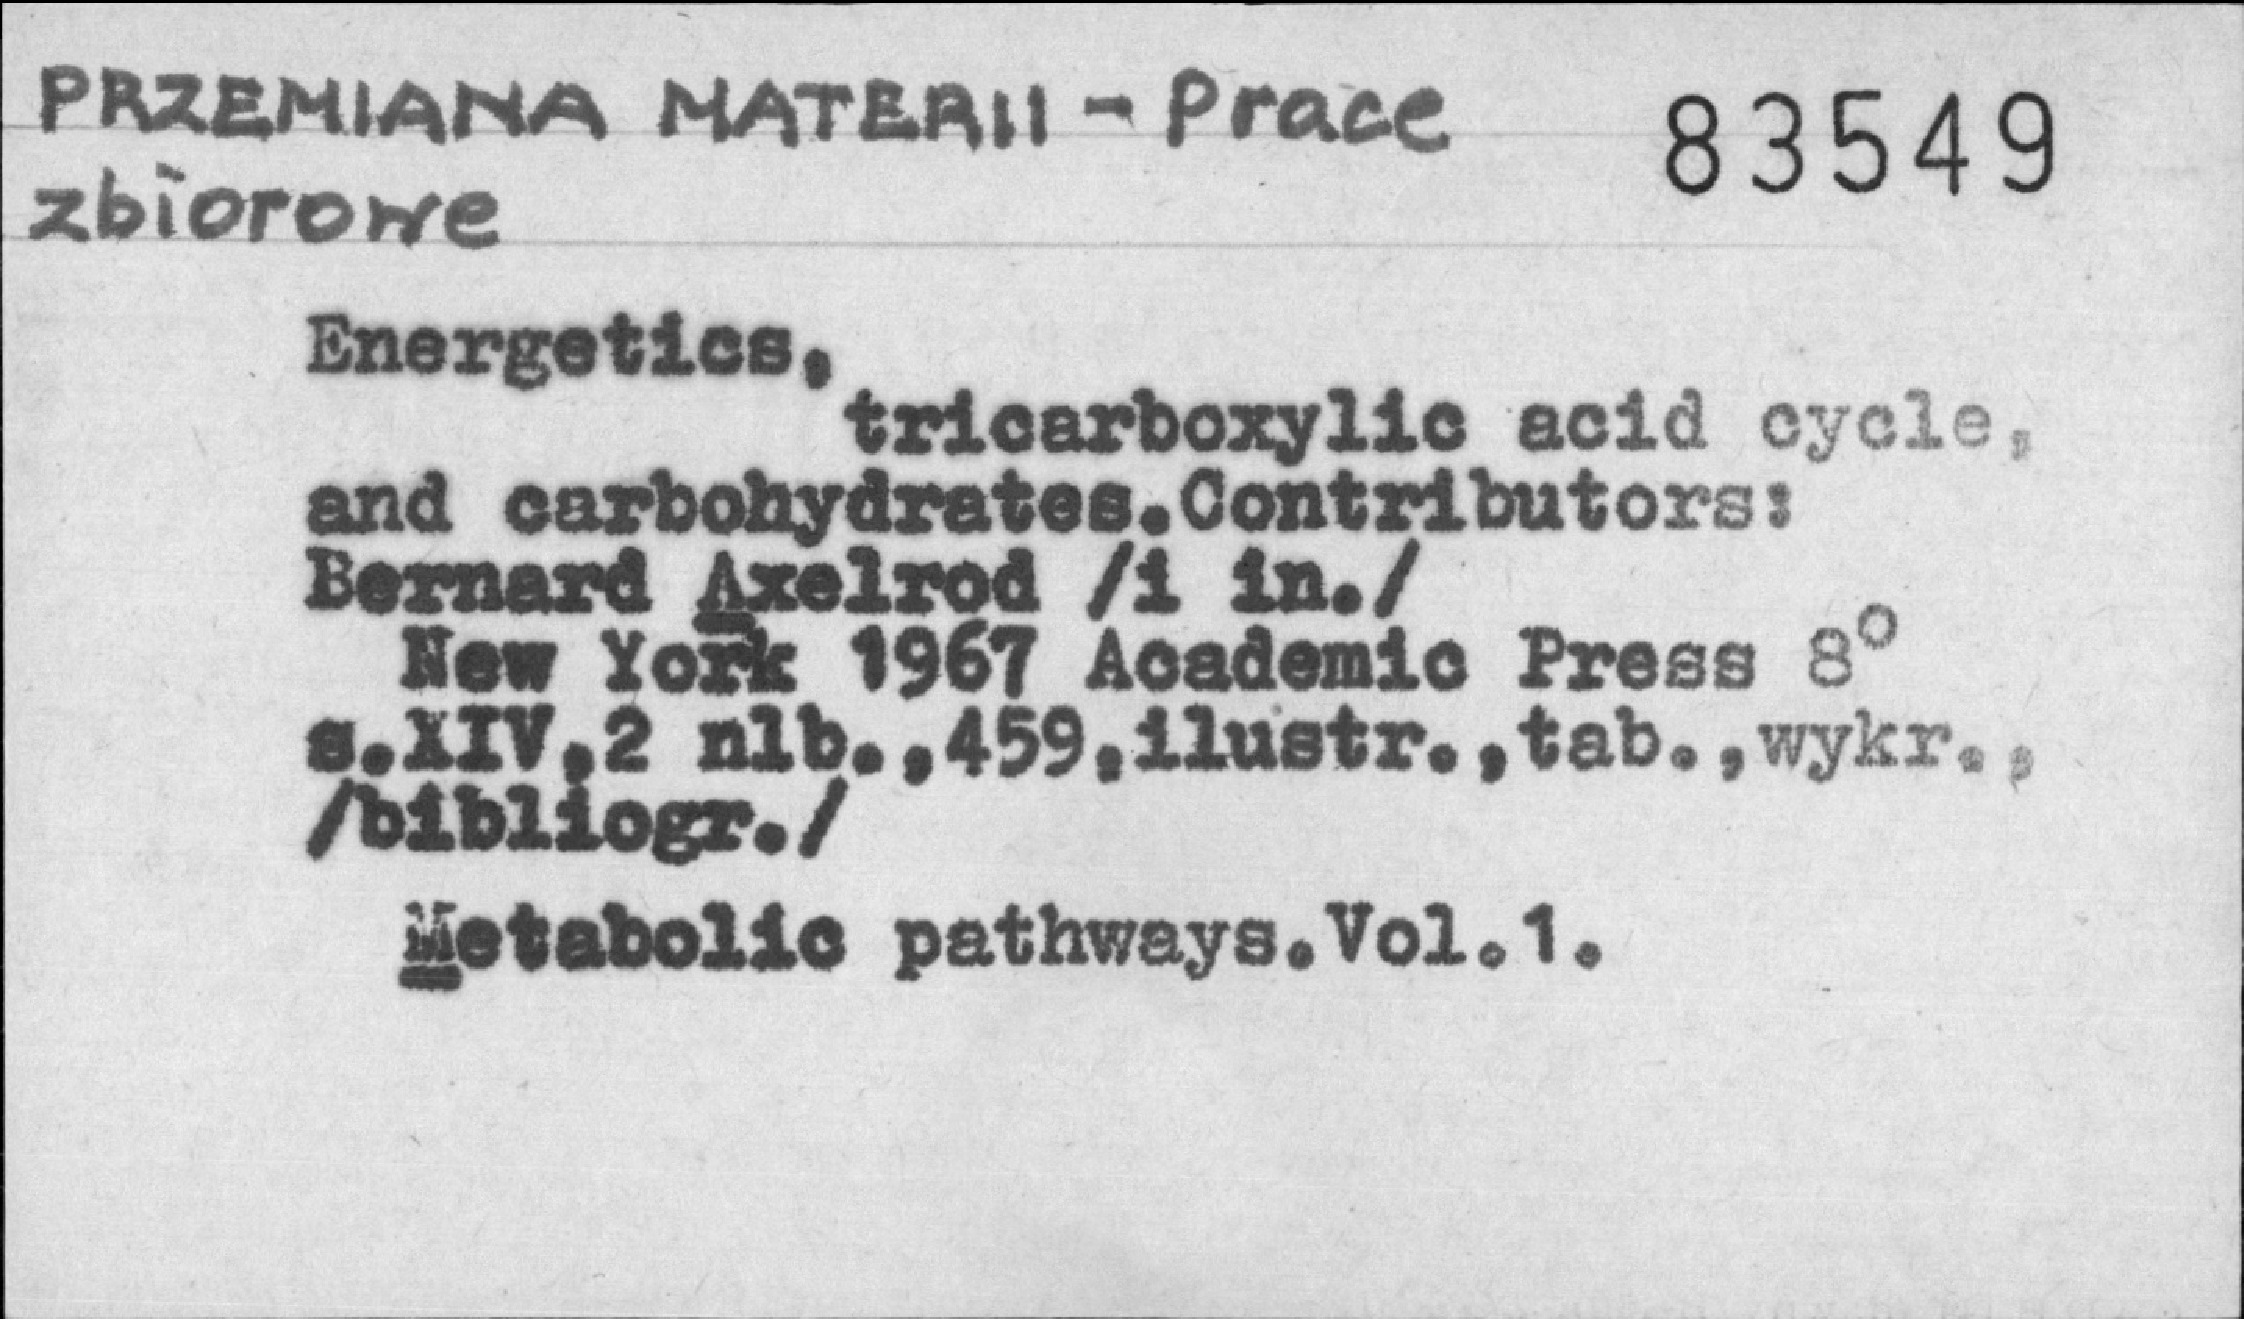 PRZEMIANA MATERII - Prace
zbiorowe
83549
Energetics,
tricarboxylic acid cycle,
and carbohydrates.Contributors:
Bernard Axelrod /i in./
New York 1967 Academic Press 8°
s.XIV,2 nlb.,459,ilustr.,tab.,wykr.,
/bibliogr./
Metabolic pathways.Vol.1.